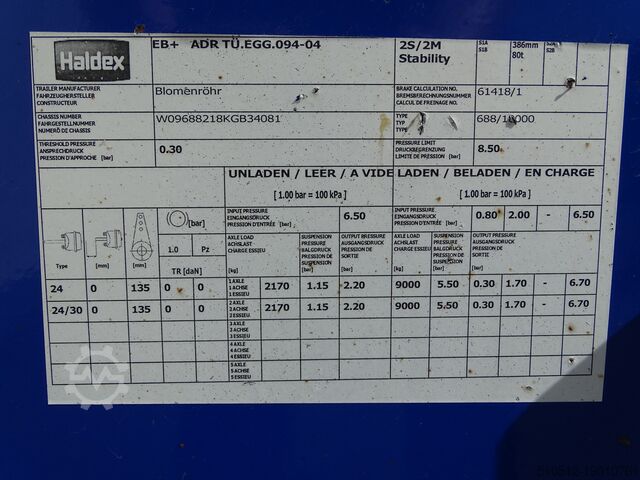 Haldex
EB+ ADR TÜ.EGG.094-04
2S/2M
Stability
S1A
S1B
386mm
80t
S2B
TRAILER MANUFACTURER
FAHRZEUGHERSTELLER
CONSTRUCTEUR
Blomenröhr
BRAKE CALCULATION NO.
BREMSBERECHNUNGSNUMMER
CALCUL DE FREINAGE NO.
61418/1
CHASSIS NUMBER
FAHRGESTELLNUMMER
NUMÉRO DE CHASSIS
W09688218KGB34081
TYPE
TYP
TYPE
688/18000
THRESHOLD PRESSURE
ANSPRECHDRUCK
PRESSION D'APPROCHE [bar]
0.30
PRESSURE LIMIT
DRUCKBEGRENZUNG
LIMITE DE PRESSION [bar]
8.50
UNLADEN / LEER / A VIDE
[ 1.00 bar = 100 kPa ]
LADEN / BELADEN / EN CHARGE
[ 1.00 bar = 100 kPa ]
INPUT PRESSURE
EINGANGSDRUCK
PRESSION D'ENTRÉE [bar]
6.50
INPUT PRESSURE
EINGANGSDRUCK
PRESSION D'ENTRÉE [bar]
0.80 2.00 - 6.50
Type [mm] [mm]
[bar]
1.0 Pz
TR [daN]
AXLE LOAD
ACHSLAST
CHARGE ESSIEU
[kg]
SUSPENSION
PRESSURE
BALGDRUCK
PRESSION DE
SUSPENSION
[bar]
OUTPUT PRESSURE
AUSGANGSDRUCK
PRESSION DE
SORTIE
[bar]
AXLE LOAD
ACHSLAST
CHARGE ESSIEU
[kg]
SUSPENSION
PRESSURE
BALGDRUCK
PRESSION DE
SUSPENSION
[bar]
OUTPUT PRESSURE
AUSGANGSDRUCK
PRESSION DE
SORTIE
[bar]
24 0 135 0 0 1 AXLE 1 ACHSE 1 ESSIEU 2170 1.15 2.20 9000 5.50 0.30 1.70 - 6.70
24/30 0 135 0 0 2 AXLE 2 ACHSE 2 ESSIEU 2170 1.15 2.20 9000 5.50 0.30 1.70 - 6.70
3 AXLE
3 ACHSE
3 ESSIEU
4 AXLE
4 ACHSE
4 ESSIEU
5 AXLE
5 ACHSE
5 ESSIEU